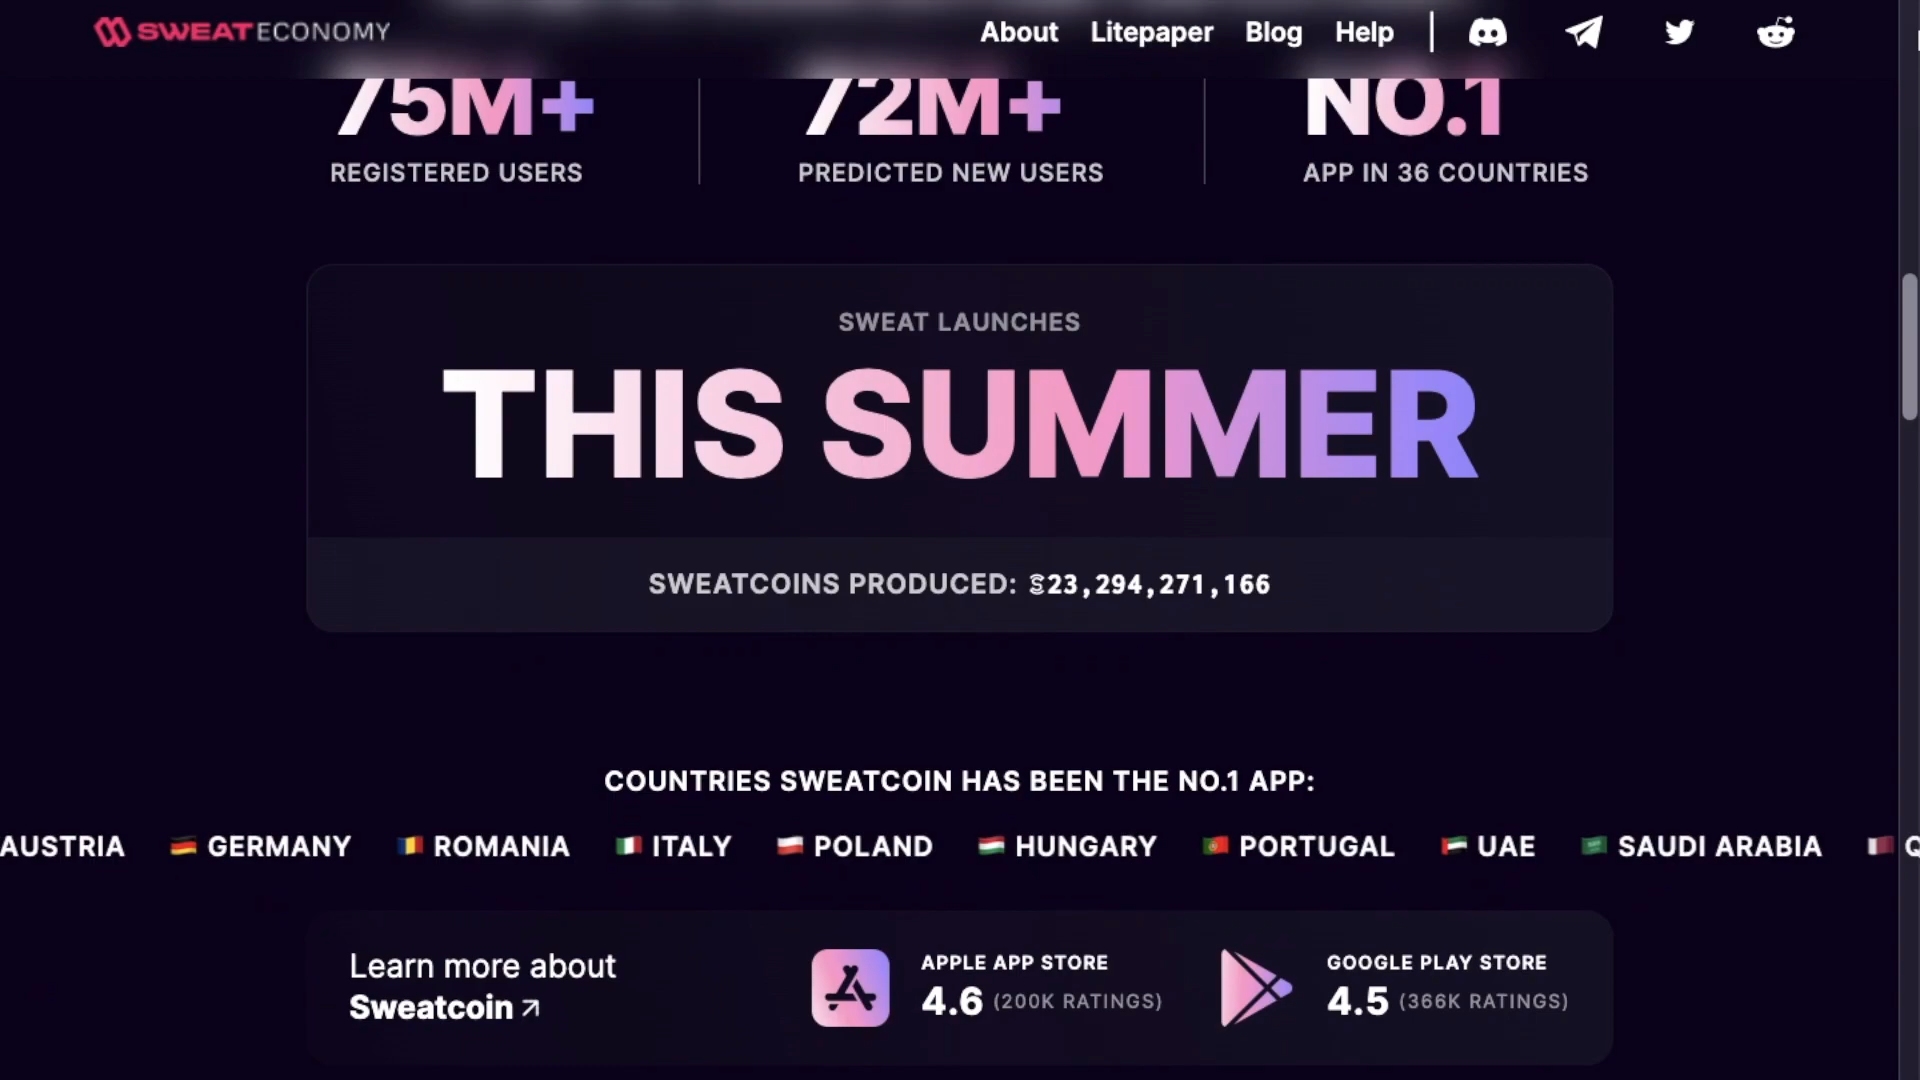 SWEATECONOMY
About Litepaper Blog Help
75M+ 72M+ NO.1
REGISTERED USERS PREDICTED NEW USERS APP IN 36 COUNTRIES
SWEAT LAUNCHES
THIS SUMMER
SWEATCOINS PRODUCED: 23,294,271,166
COUNTRIES SWEATCOIN HAS BEEN THE NO.1 APP:
AUSTRIA GERMANY ROMANIA ITALY POLAND HUNGARY PORTUGAL UAE SAUDI ARABIA
Learn more about
Sweatcoin ↗
APPLE APP STORE
4.6 (200K RATINGS)
GOOGLE PLAY STORE
4.5 (366K RATINGS)